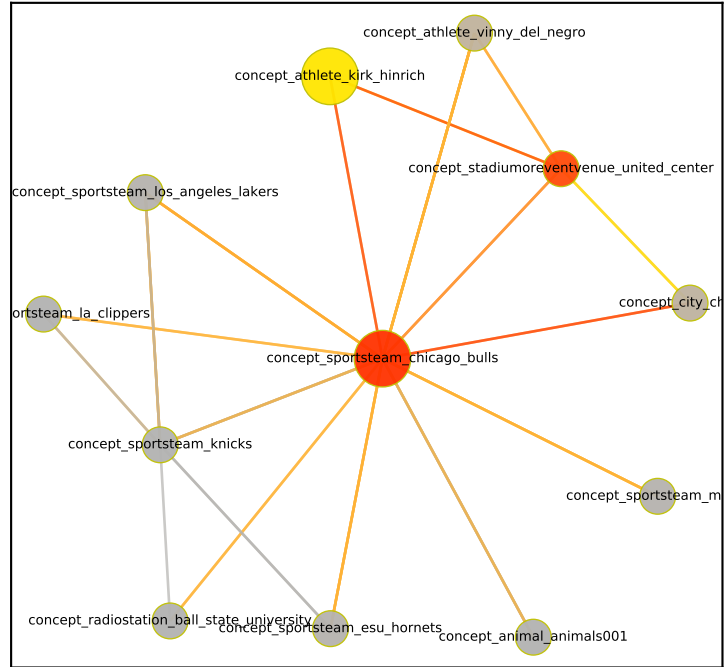 concept_athlete_vinny_del_negro
concept_athlete_kirk_hinrich
concept_stadiumoreventvenue_united_center
concept_sportsteam_los_angeles_lakers
concept_city_ch
ortsteam_la_clippers
concept_sportsteam_chicago_bulls
concept_sportsteam_knicks
concept_sportsteam_m
concept_radiostation_ball_state_university
concept_sportsteam_esu_hornets
concept_animal_animals001